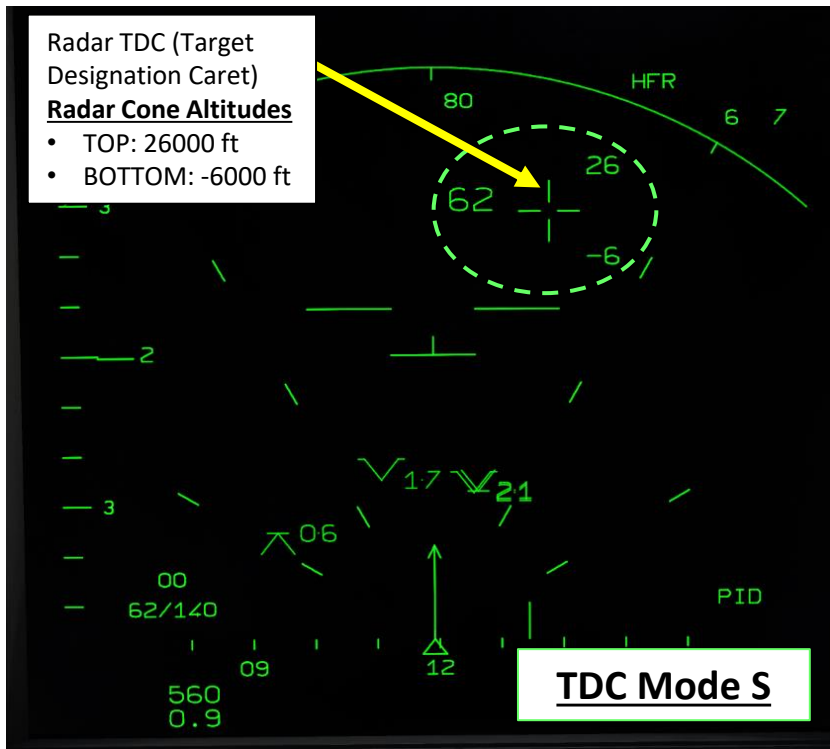 Radar TDC (Target
Designation Caret)
Radar Cone Altitudes
• TOP: 26000 ft
• BOTTOM: -6000 ft
HFR
80
6 7
26
62
3
-6
2
1.7
2.1
3
0.6
00
62/140
PID
09
12
560
0.9
TDC Mode S